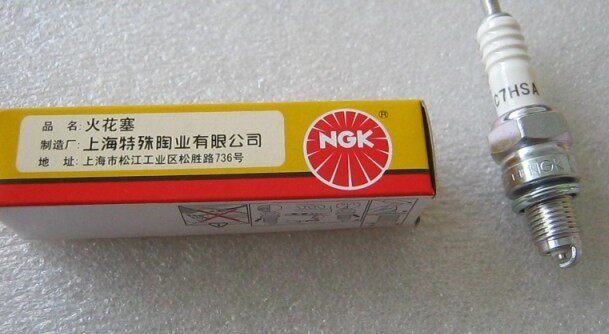 品 名: 火花塞
制造厂: 上海特殊陶业有限公司
地 址: 上海市松江工业区松胜路736号
NGK®
C7HSA
NGK